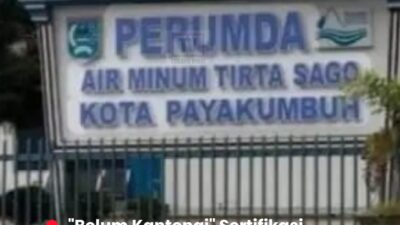 PERUMDA
AIR MINUM TIRTA SAGO
KOTA PAYAKUMBUH
"Belum Kantongi" Sertifikasi